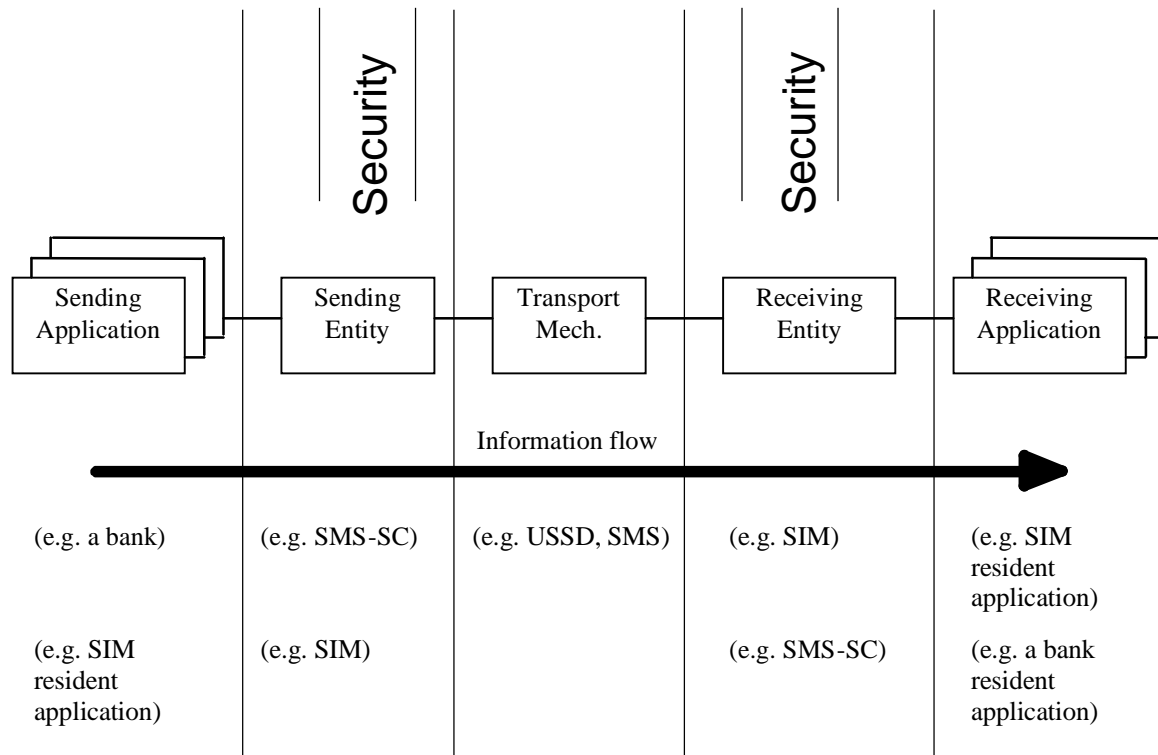 Security
Security
Sending
Application
Sending
Entity
Transport
Mech.
Receiving
Entity
Receiving
Application
Information flow
(e.g. a bank)
(e.g. SMS-SC)
(e.g. USSD, SMS)
(e.g. SIM)
(e.g. SIM
resident
application)
(e.g. SIM
resident
application)
(e.g. SIM)
(e.g. SMS-SC)
(e.g. a bank
resident
application)